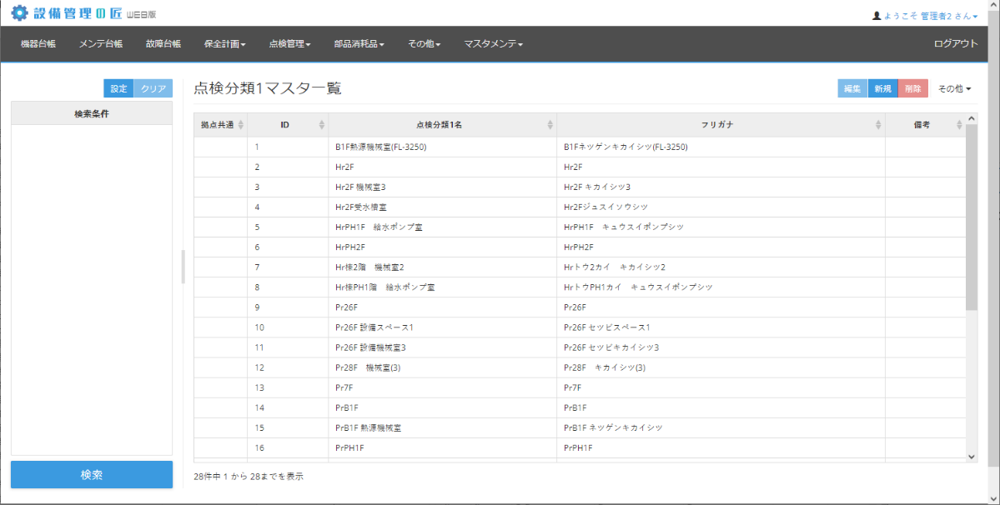 設備管理の匠 WEB版
ようこそ 管理者2 さん
機器台帳 メンテ台帳 故障台帳 保全計画 点検管理 部品消耗品 その他 マスタメンテ ログアウト
設定 クリア
検索条件
検索
点検分類1マスター覧
編集 新規 削除 その他
拠点共通 ID 点検分類1名 フリガナ 備考
1 B1F熱源機械室(FL-3250) B1Fネツゲンキカイシツ(FL-3250)
2 Hr2F Hr2F
3 Hr2F 機械室3 Hr2F キカイシツ3
4 Hr2F受水槽室 Hr2Fジュスイソウシツ
5 HrPH1F　給水ポンプ室 HrPH1F　キュウスイポンプシツ
6 HrPH2F HrPH2F
7 Hr棟2階　機械室2 Hrトウ2カイ　キカイシツ2
8 Hr棟PH1階　給水ポンプ室 HrトウPH1カイ　キュウスイポンプシツ
9 Pr26F Pr26F
10 Pr26F 設備スペース1 Pr26F セツビスペース1
11 Pr26F 設備機械室3 Pr26F セツビキカイシツ3
12 Pr28F　機械室(3) Pr28F　キカイシツ(3)
13 Pr7F Pr7F
14 PrB1F PrB1F
15 PrB1F 熱源機械室 PrB1F ネツゲンキカイシツ
16 PrPH1F PrPH1F
28件中 1 から 28までを表示